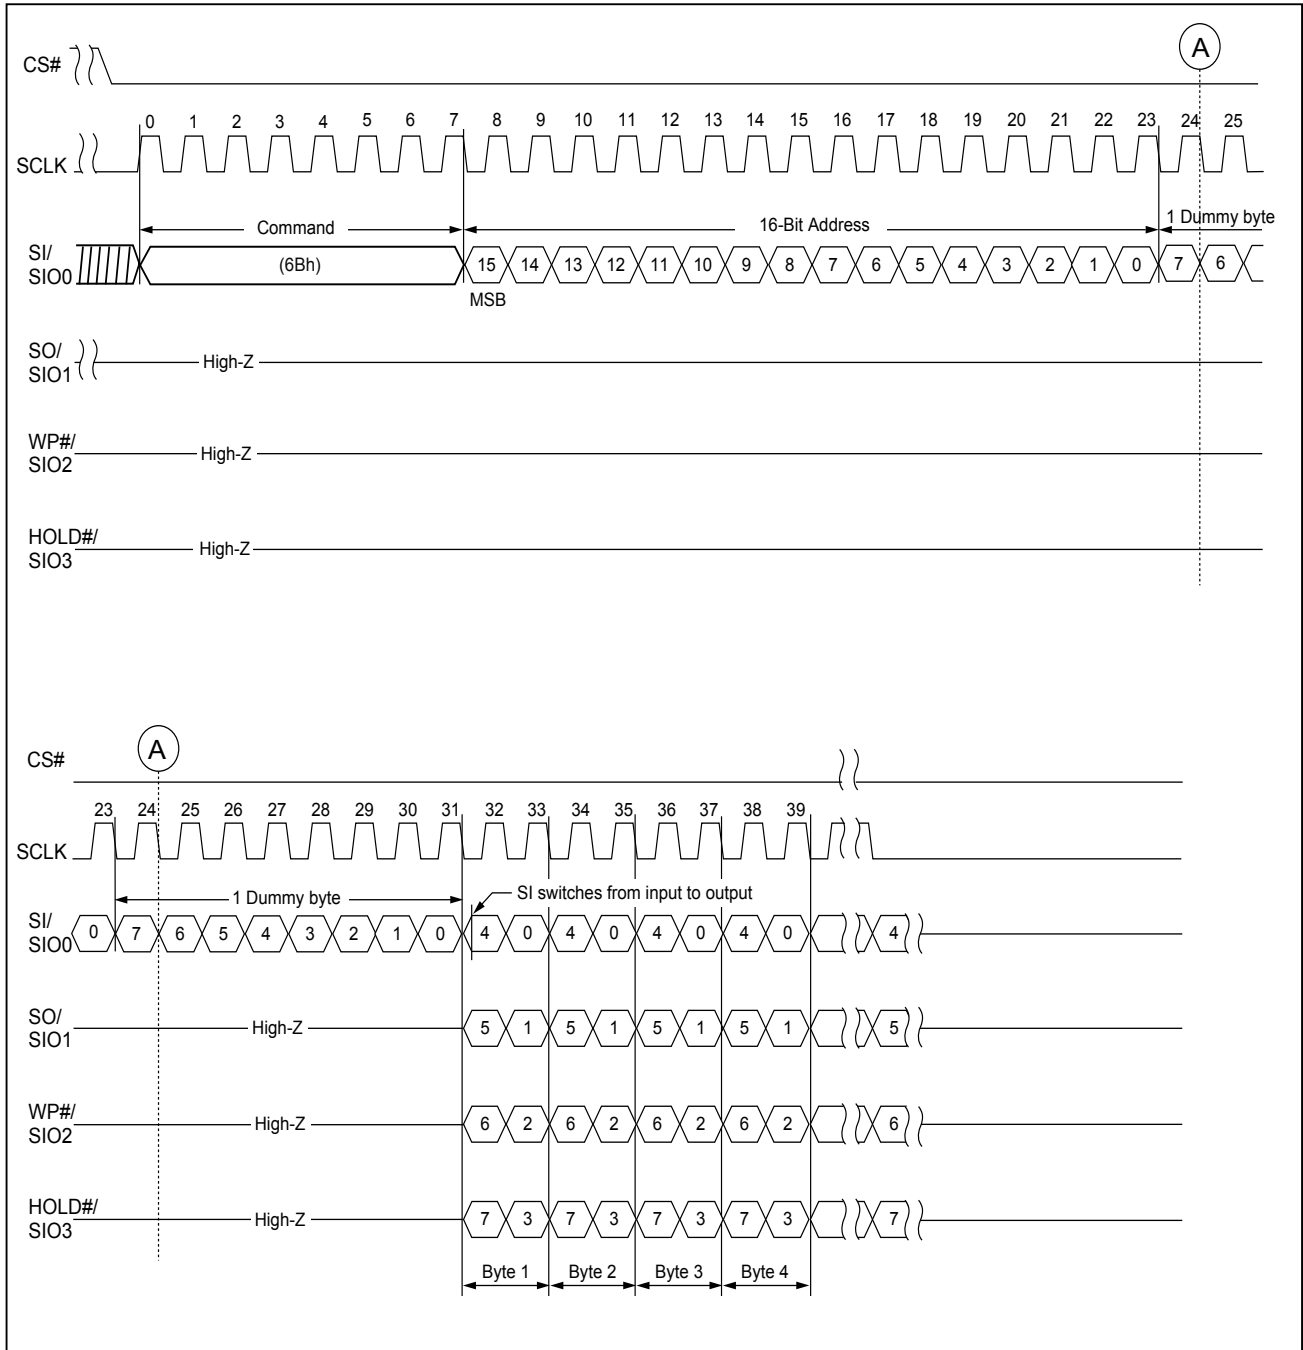 A
CS#
0 1 2 3 4 5 6 7 8 9 10 11 12 13 14 15 16 17 18 19 20 21 22 23 24 25
SCLK
Command 16-Bit Address 1 Dummy byte
SI/
SIO0
(6Bh) 15 14 13 12 11 10 9 8 7 6 5 4 3 2 1 0 7 6
MSB
SO/
SIO1
High-Z
WP#/
SIO2
High-Z
HOLD#/
SIO3
High-Z
A
CS#
23 24 25 26 27 28 29 30 31 32 33 34 35 36 37 38 39
SCLK
1 Dummy byte SI switches from input to output
SI/
SIO0
0 7 6 5 4 3 2 1 0 4 0 4 0 4 0 4 0 4
SO/
SIO1
High-Z 5 1 5 1 5 1 5 1 5
WP#/
SIO2
High-Z 6 2 6 2 6 2 6 2 6
HOLD#/
SIO3
High-Z 7 3 7 3 7 3 7 3 7
Byte 1 Byte 2 Byte 3 Byte 4